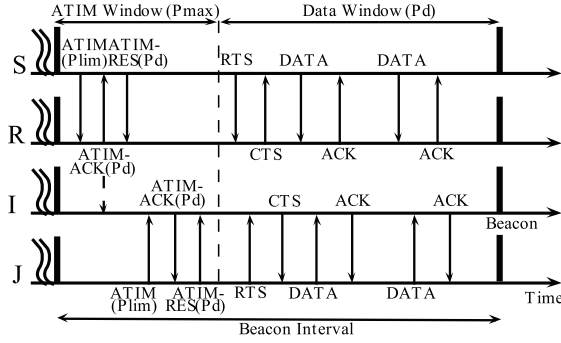 ATIM Window (Pmax)
Data Window (Pd)
ATIM ATIM-
(Plim) RES(Pd)
RTS
DATA
DATA
S
R
ATIM-
ACK(Pd)
CTS
ACK
ACK
ATIM-
ACK(Pd)
CTS
ACK
ACK
I
Beacon
J
ATIM
(Plim)
ATIM-
RES(Pd)
RTS
DATA
DATA
Time
Beacon Interval